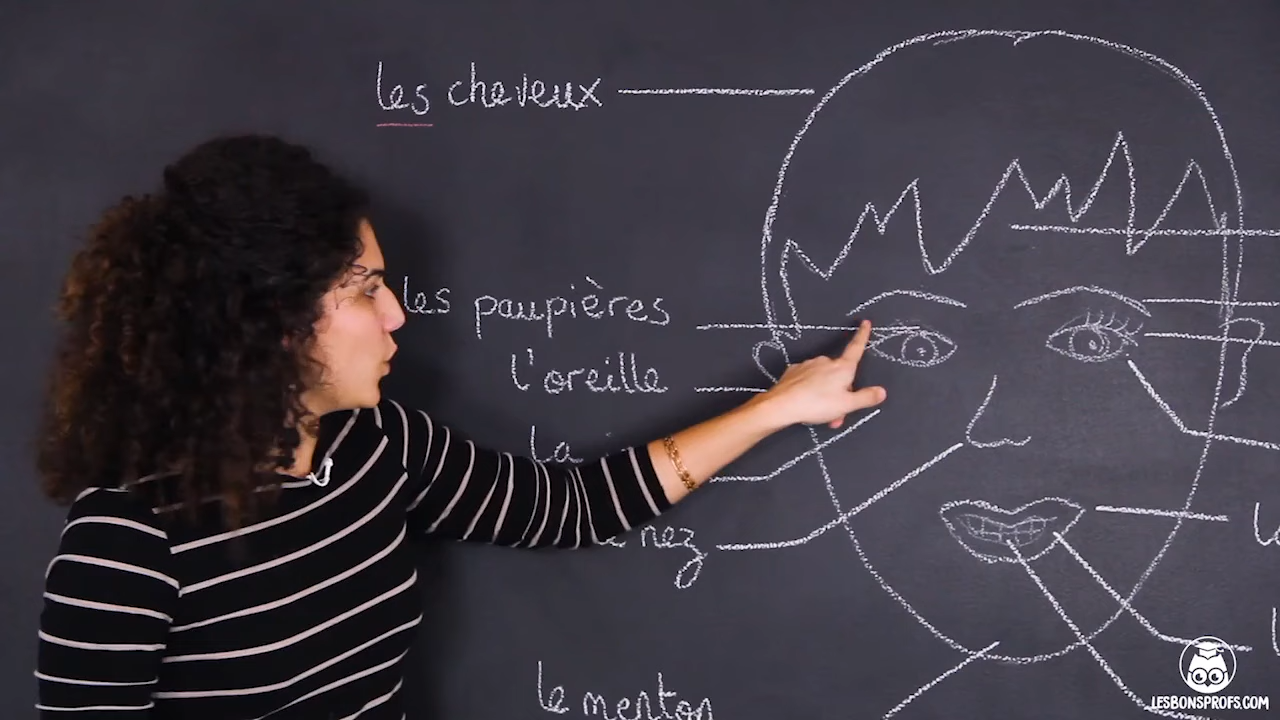 les cheveux
les paupières
l'oreille
nez
le menton
LESBONSPROFS.COM